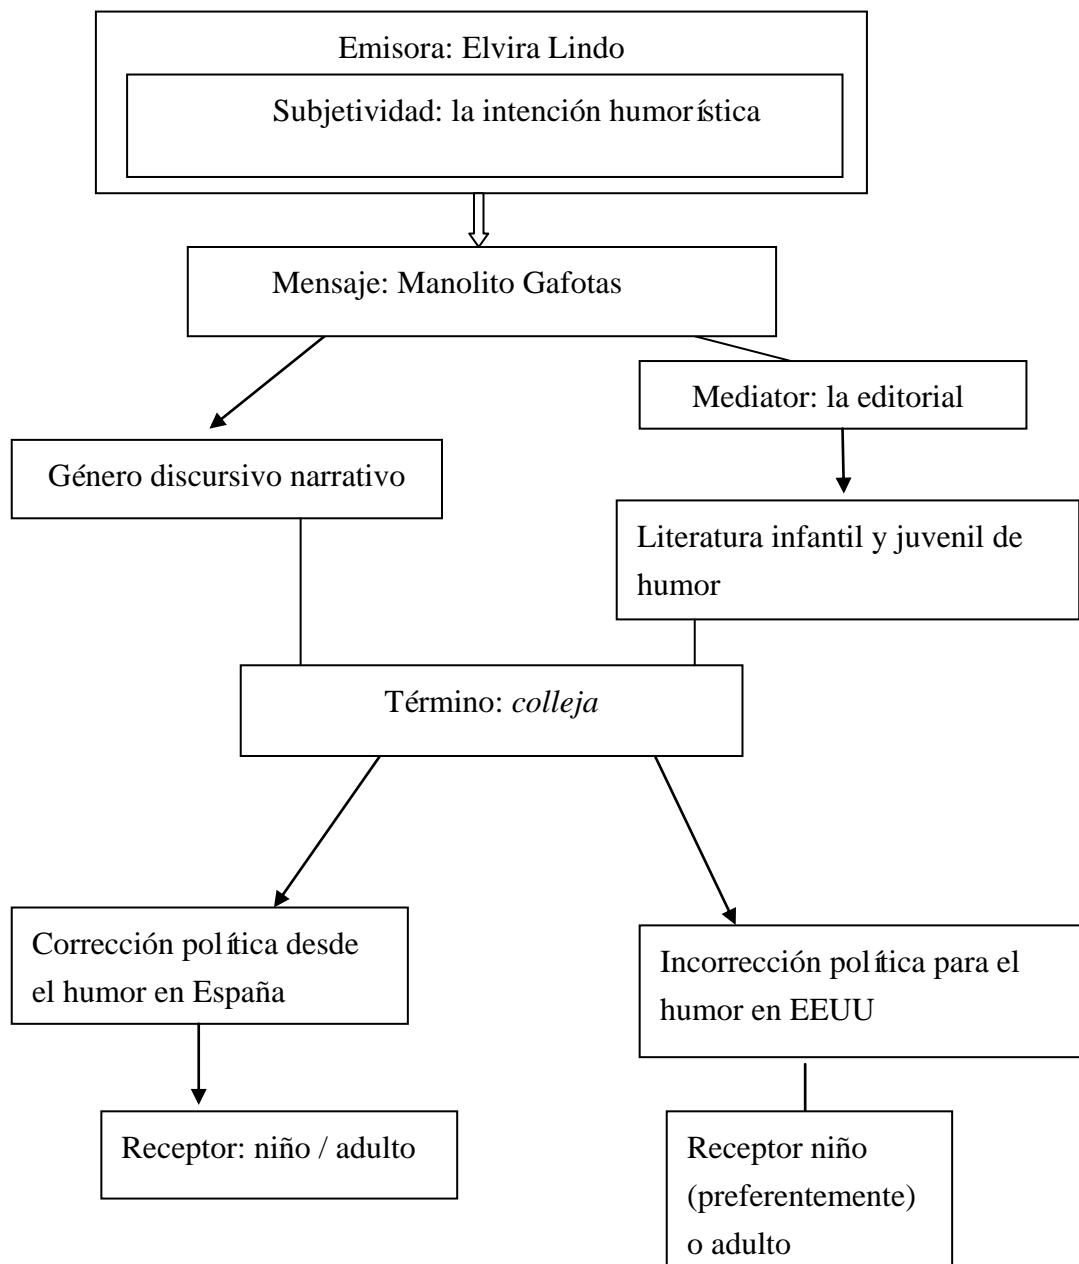 Emisora: Elvira Lindo
Subjetividad: la intención humorística
Mensaje: Manolito Gafotas
Mediator: la editorial
Género discursivo narrativo
Literatura infantil y juvenil de
humor
Término: colleja
Corrección política desde
el humor en España
Incorrección política para el
humor en EEUU
Receptor: niño / adulto
Receptor niño
(preferentemente)
o adulto